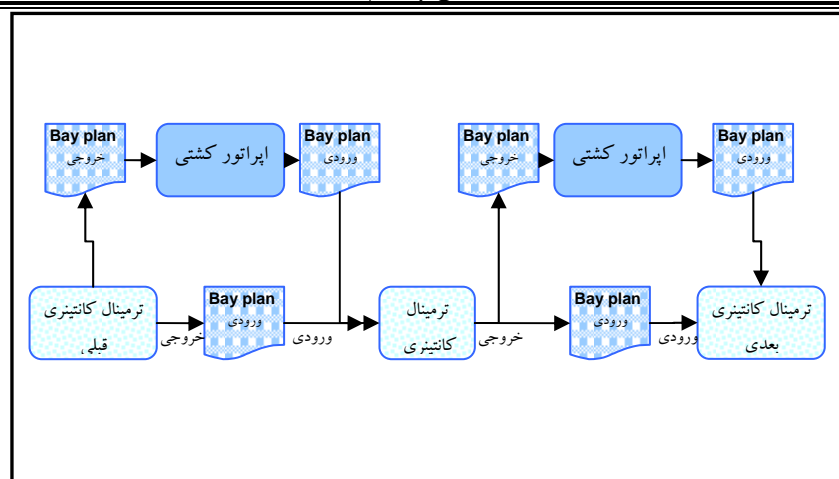 Bay plan
خروجی
اپراتور کشتی
Bay plan
ورودی
Bay plan
خروجی
اپراتور کشتی
Bay plan
ورودی
ترمینال کانتینری
قبلی
خروجی
Bay plan
ورودی
ورودی
ترمینال
کانتینری
خروجی
Bay plan
ورودی
ورودی
ترمینال کانتینری
بعدی